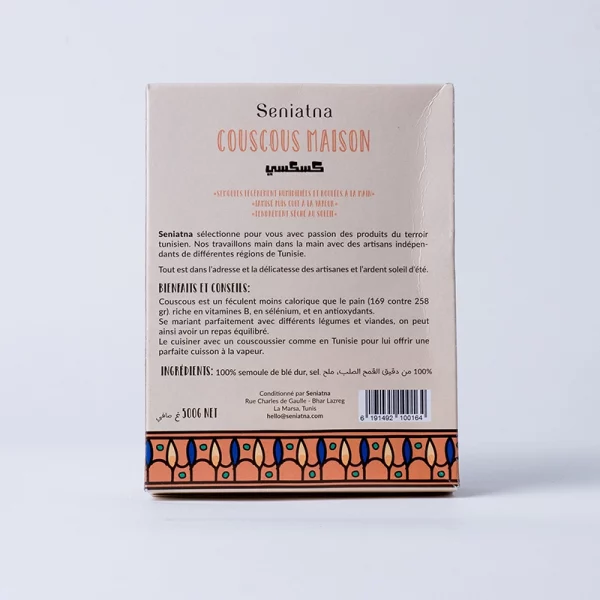 Seniatna
COUSCOUS MAISON
كسكسي
«SEMOULES LÉGÈREMENT HUMIDIFIÉES ET ROULÉES A LA MAIN»
«TAMISÉ PUIS CUIT A LA VAPEUR»
«TENDREMENT SÉCHÉ AU SOLEIL»
Seniatna sélectionne pour vous avec passion des produits du terroir
tunisien. Nos travaillons main dans la main avec des artisans indépen-
dants de différentes régions de Tunisie.
Tout est dans l'adresse et la délicatesse des artisanes et l'ardent soleil d'été.
BIENFAITS ET CONSEILS:
Couscous est un féculent moins calorique que le pain (169 contre 258
gr). riche en vitamines B, en sélénium, et en antioxydants.
Se mariant parfaitement avec différents légumes et viandes, on peut
ainsi avoir un repas équilibré.
Le cuisiner avec un couscoussier comme en Tunisie pour lui offrir une
parfaite cuisson à la vapeur.
INGRÉDIENTS: 100% semoule de blé dur, sel. 100% من دقيق القمح الصلب، ملح
Conditionné par Seniatna
Rue Charles de Gaulle - Bhar Lazreg
La Marsa, Tunis
hello@seniatna.com
غ صافي 500G NET
6 191492 100164